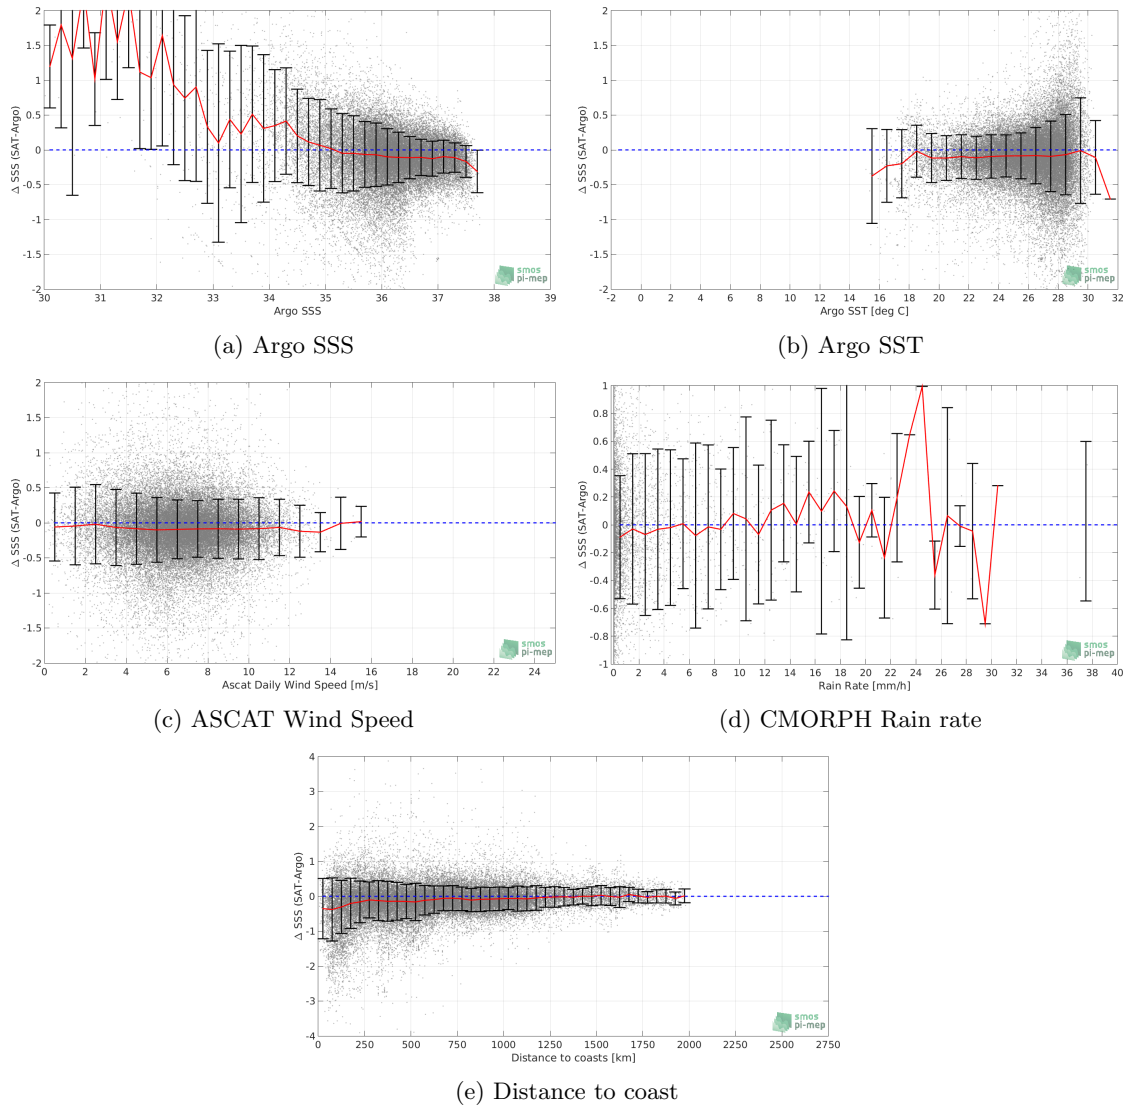 2
1.5
1
0.5
0
-0.5
-1
-1.5
-2
Δ SSS (SAT-Argo)
30 31 32 33 34 35 36 37 38 39
Argo SSS
smos
pi-mep
(a) Argo SSS
2
1.5
1
0.5
0
-0.5
-1
-1.5
-2
Δ SSS (SAT-Argo)
-2 0 2 4 6 8 10 12 14 16 18 20 22 24 26 28 30 32
Argo SST [deg C]
smos
pi-mep
(b) Argo SST
2
1.5
1
0.5
0
-0.5
-1
-1.5
-2
Δ SSS (SAT-Argo)
0 2 4 6 8 10 12 14 16 18 20 22 24
Ascat Daily Wind Speed [m/s]
smos
pi-mep
(c) ASCAT Wind Speed
1
0.8
0.6
0.4
0.2
0
-0.2
-0.4
-0.6
-0.8
-1
Δ SSS (SAT-Argo)
0 2 4 6 8 10 12 14 16 18 20 22 24 26 28 30 32 34 36 38 40
Rain Rate [mm/h]
smos
pi-mep
(d) CMORPH Rain rate
4
3
2
1
0
-1
-2
-3
-4
Δ SSS (SAT-Argo)
0 250 500 750 1000 1250 1500 1750 2000 2250 2500 2750
Distance to coasts [km]
smos
pi-mep
(e) Distance to coast